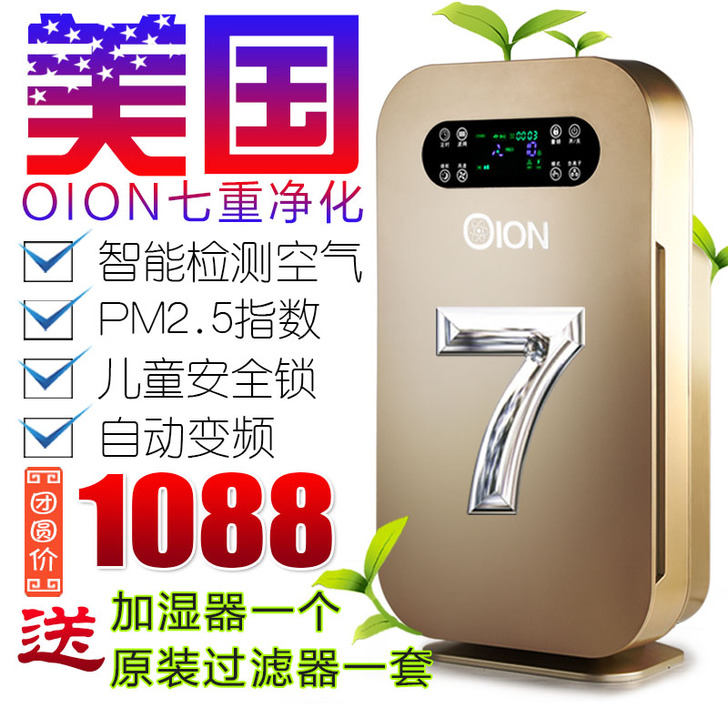 美国
OION七重净化
智能检测空气
PM2.5指数
儿童安全锁
自动变频
团圆价
1088
送
加湿器一个
原装过滤器一套
OION
7